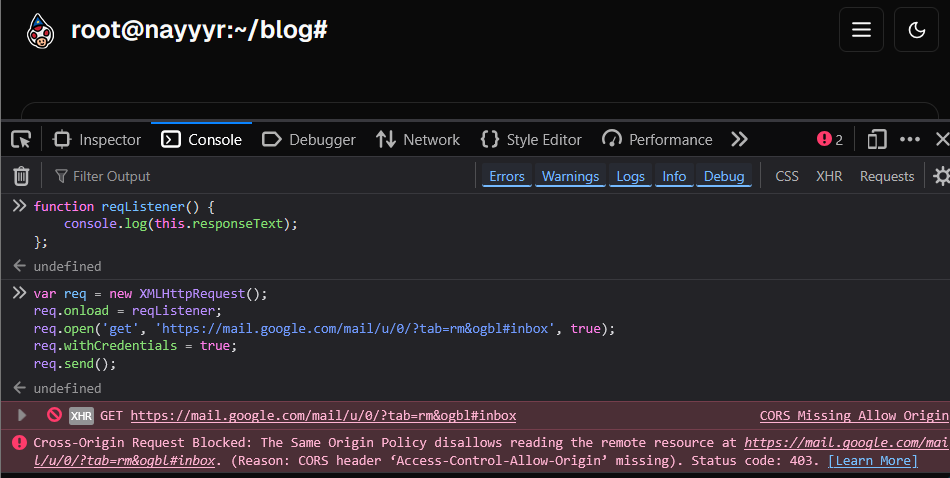 root@nayyyr:~/blog#
Inspector Console Debugger Network Style Editor Performance 2
Filter Output Errors Warnings Logs Info Debug CSS XHR Requests
function reqListener() {
console.log(this.responseText);
};
undefined
var req = new XMLHttpRequest();
req.onload = reqListener;
req.open('get', 'https://mail.google.com/mail/u/0/?tab=rm&ogbl#inbox', true);
req.withCredentials = true;
req.send();
undefined
XHR GET https://mail.google.com/mail/u/0/?tab=rm&ogbl#inbox CORS Missing Allow Origin
Cross-Origin Request Blocked: The Same Origin Policy disallows reading the remote resource at https://mail.google.com/mai
l/u/0/?tab=rm&ogbl#inbox. (Reason: CORS header ‘Access-Control-Allow-Origin’ missing). Status code: 403. [Learn More]